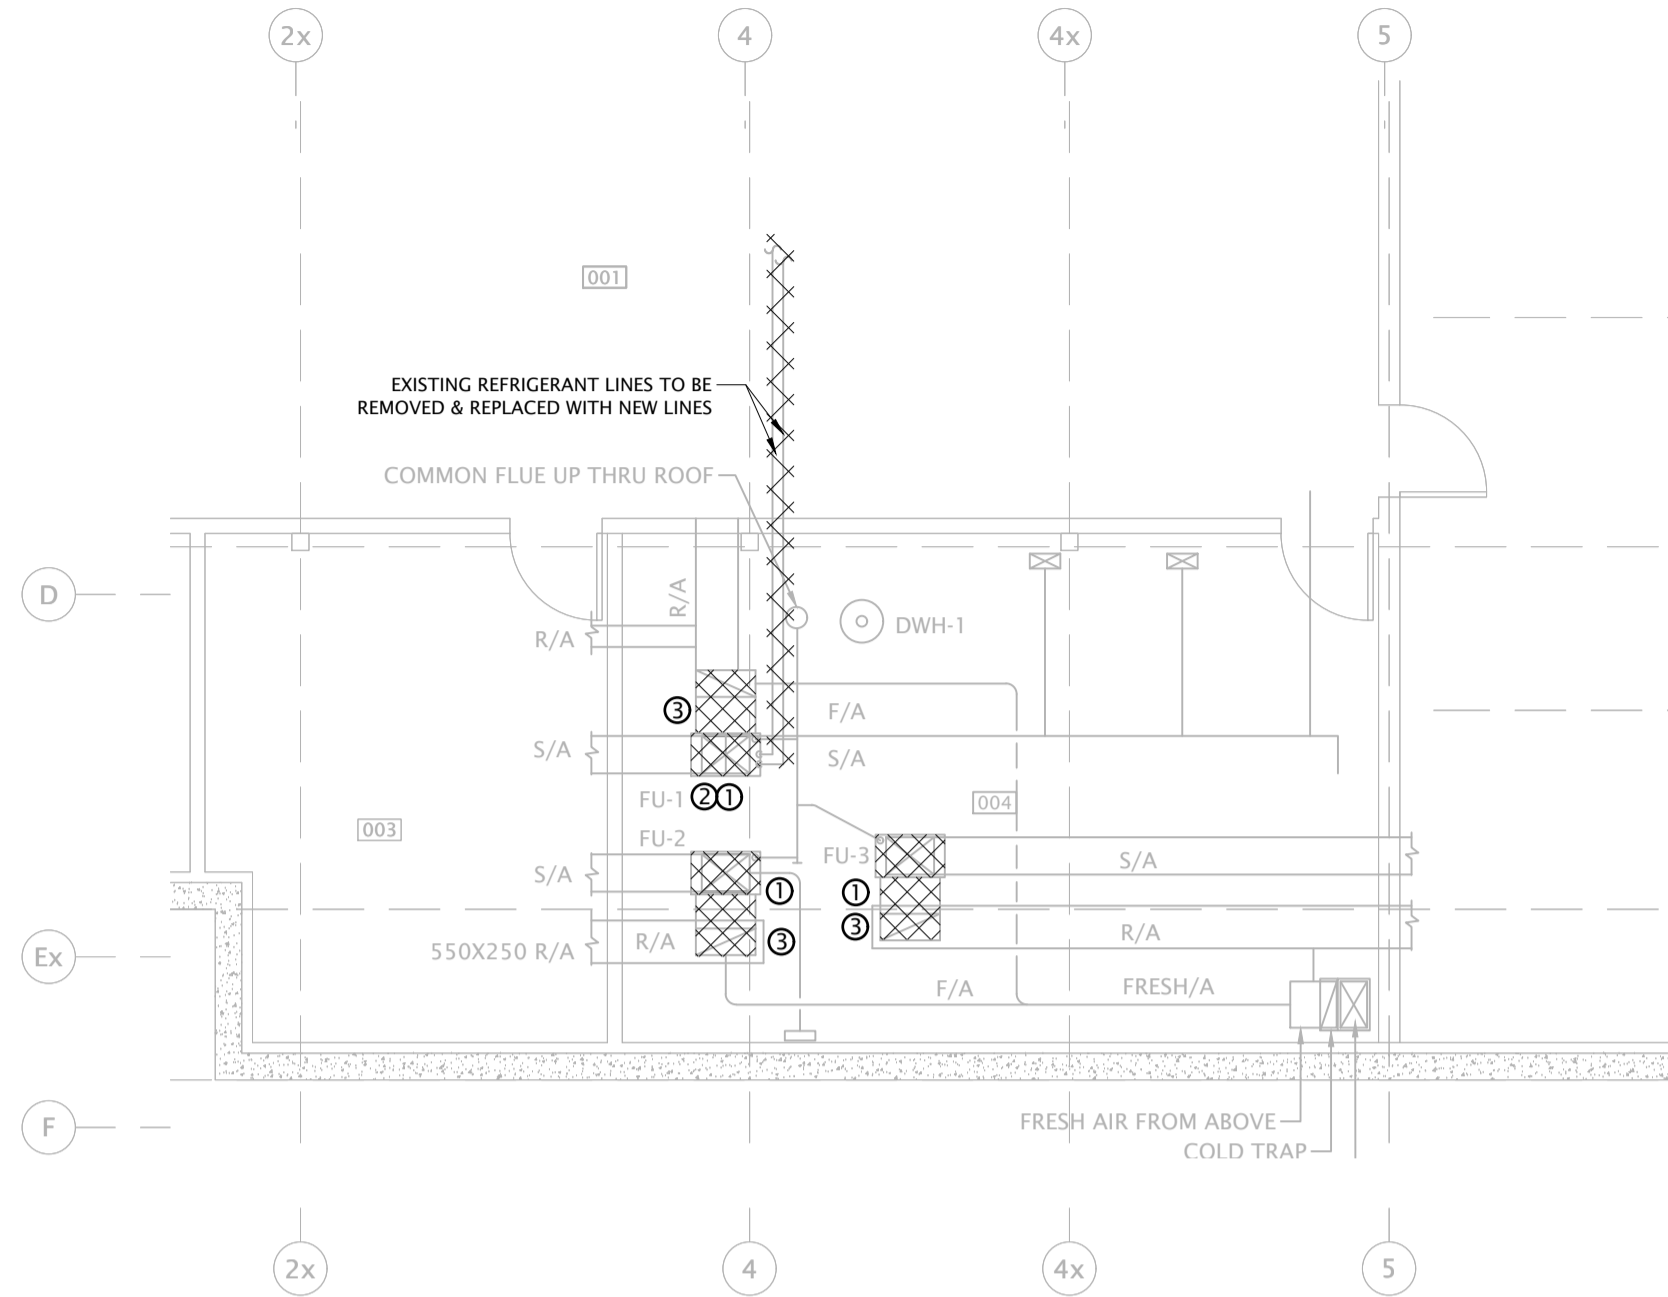 2x
4
4x
5
001
EXISTING REFRIGERANT LINES TO BE
REMOVED & REPLACED WITH NEW LINES
COMMON FLUE UP THRU ROOF
D
R/A
R/A
DWH-1
3
F/A
S/A
S/A
FU-1
2
1
004
003
FU-2
FU-3
S/A
S/A
1
1
3
3
R/A
R/A
550X250 R/A
Ex
F/A
FRESH/A
FRESH AIR FROM ABOVE
COLD TRAP
F
2x
4
4x
5